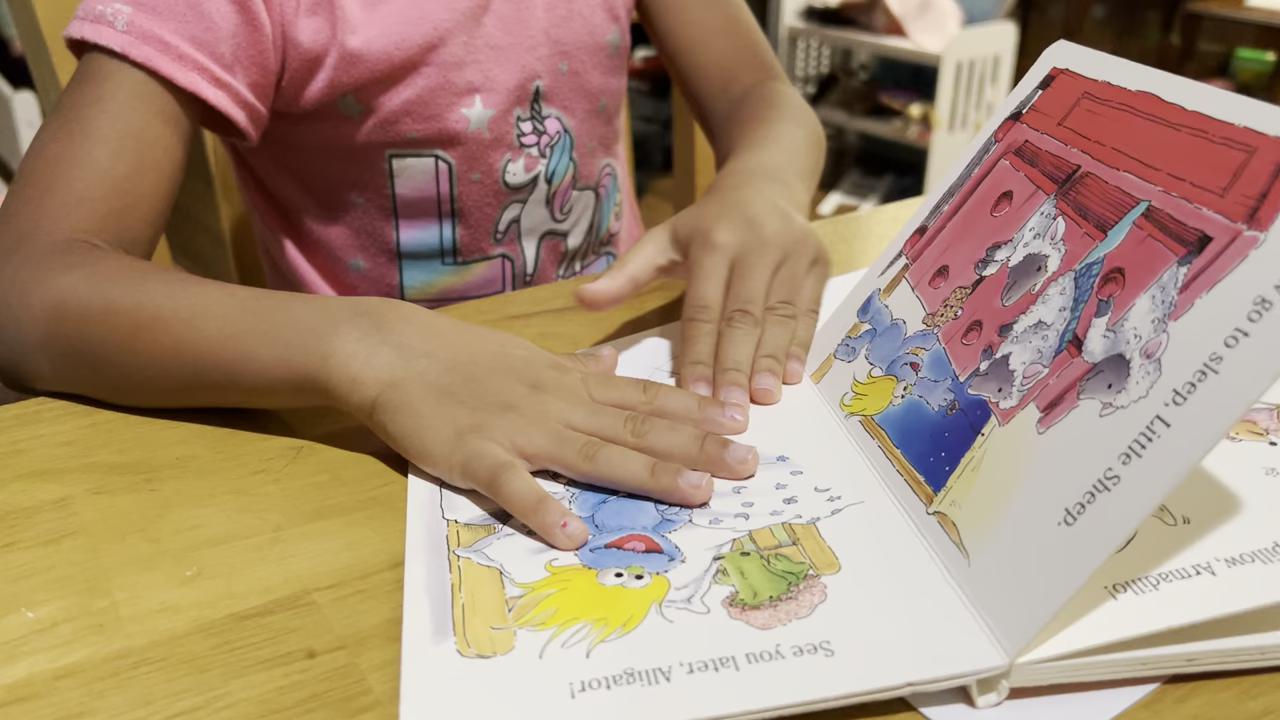 L
See you later, Alligator!
go to sleep, Little Sheep.
pillow, Armadillo!